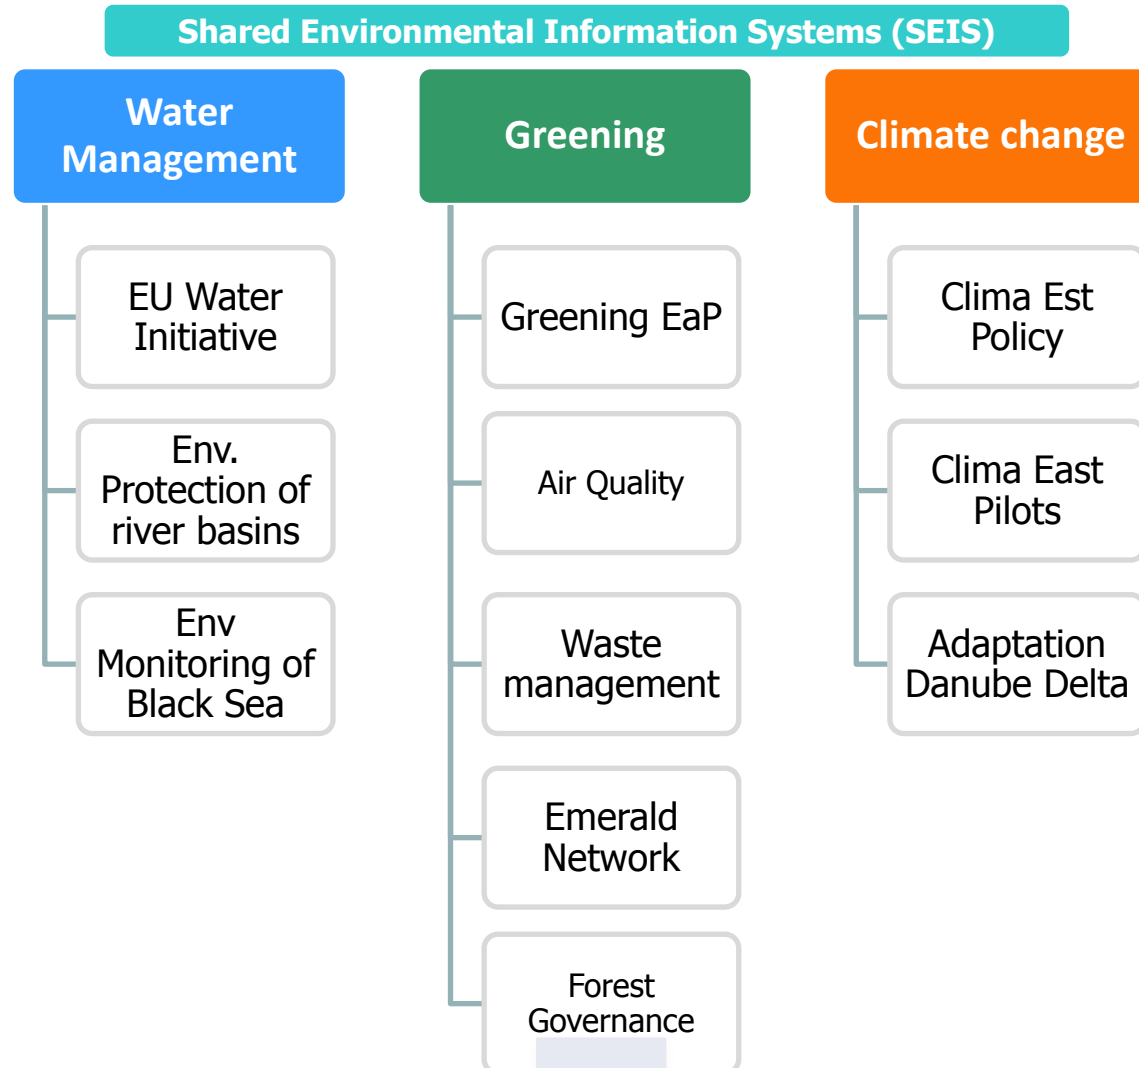 Shared Environmental Information Systems (SEIS)
Water
Management
EU Water
Initiative
Env.
Protection of
river basins
Env
Monitoring of
Black Sea
Greening
Greening EaP
Air Quality
Waste
management
Emerald
Network
Forest
Governance
Climate change
Clima Est
Policy
Clima East
Pilots
Adaptation
Danube Delta